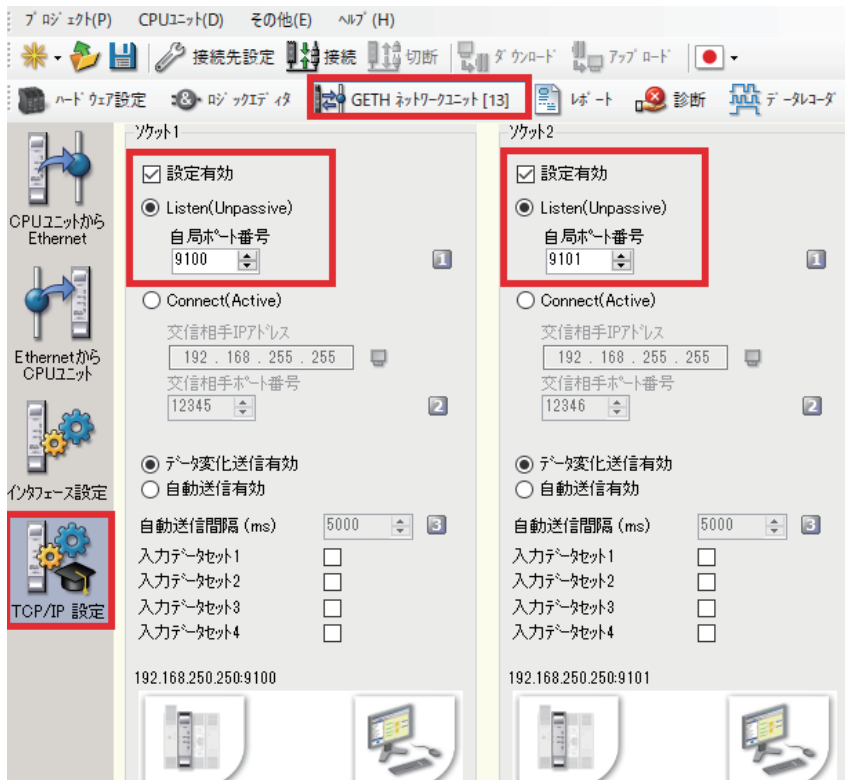 プロジェクト(P) CPUユニット(D) その他(E) ヘルプ(H)
接続先設定 接続 切断 ダウンロード アップロード
ハードウェア設定 ロジックエディタ GETH ネットワークユニット [13] レポート 診断 データレコーダ
CPUユニットから
Ethernet
Ethernetから
CPUユニット
インタフェース設定
TCP/IP 設定
ソケット1
設定有効
Listen(Unpassive)
自局ポート番号
9100
1
Connect(Active)
交信相手IPアドレス
192 . 168 . 255 . 255
交信相手ポート番号
12345
2
データ変化送信有効
自動送信有効
自動送信間隔 (ms) 5000 3
入力データセット1
入力データセット2
入力データセット3
入力データセット4
192.168.250.250:9100
ソケット2
設定有効
Listen(Unpassive)
自局ポート番号
9101
1
Connect(Active)
交信相手IPアドレス
192 . 168 . 255 . 255
交信相手ポート番号
12346
2
データ変化送信有効
自動送信有効
自動送信間隔 (ms) 5000 3
入力データセット1
入力データセット2
入力データセット3
入力データセット4
192.168.250.250:9101